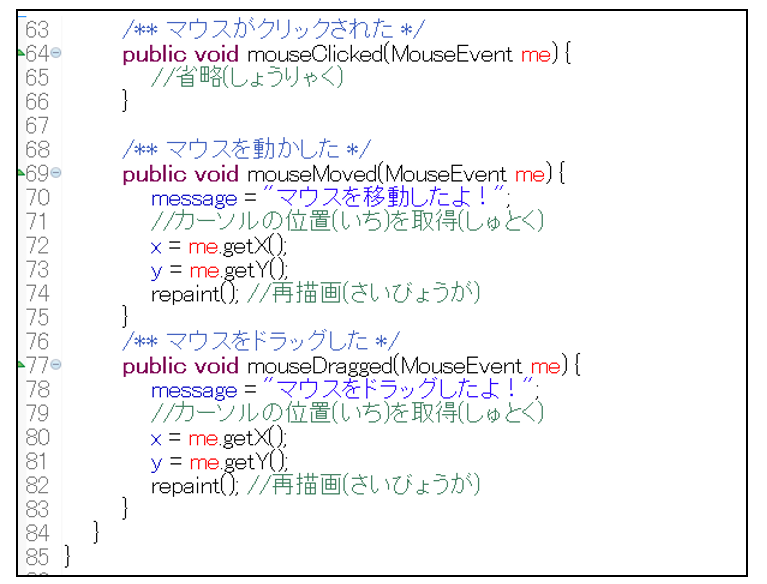 63 /** マウスがクリックされた */
64 public void mouseClicked(MouseEvent me) {
65 //省略(しょうりゃく)
66 }
67
68 /** マウスを動かした */
69 public void mouseMoved(MouseEvent me) {
70 message = "マウスを移動したよ！";
71 //カーソルの位置(いち)を取得(しゅとく)
72 x = me.getX();
73 y = me.getY();
74 repaint(); //再描画(さいびょうが)
75 }
76 /** マウスをドラッグした */
77 public void mouseDragged(MouseEvent me) {
78 message = "マウスをドラッグしたよ！";
79 //カーソルの位置(いち)を取得(しゅとく)
80 x = me.getX();
81 y = me.getY();
82 repaint(); //再描画(さいびょうが)
83 }
84 }
85 }